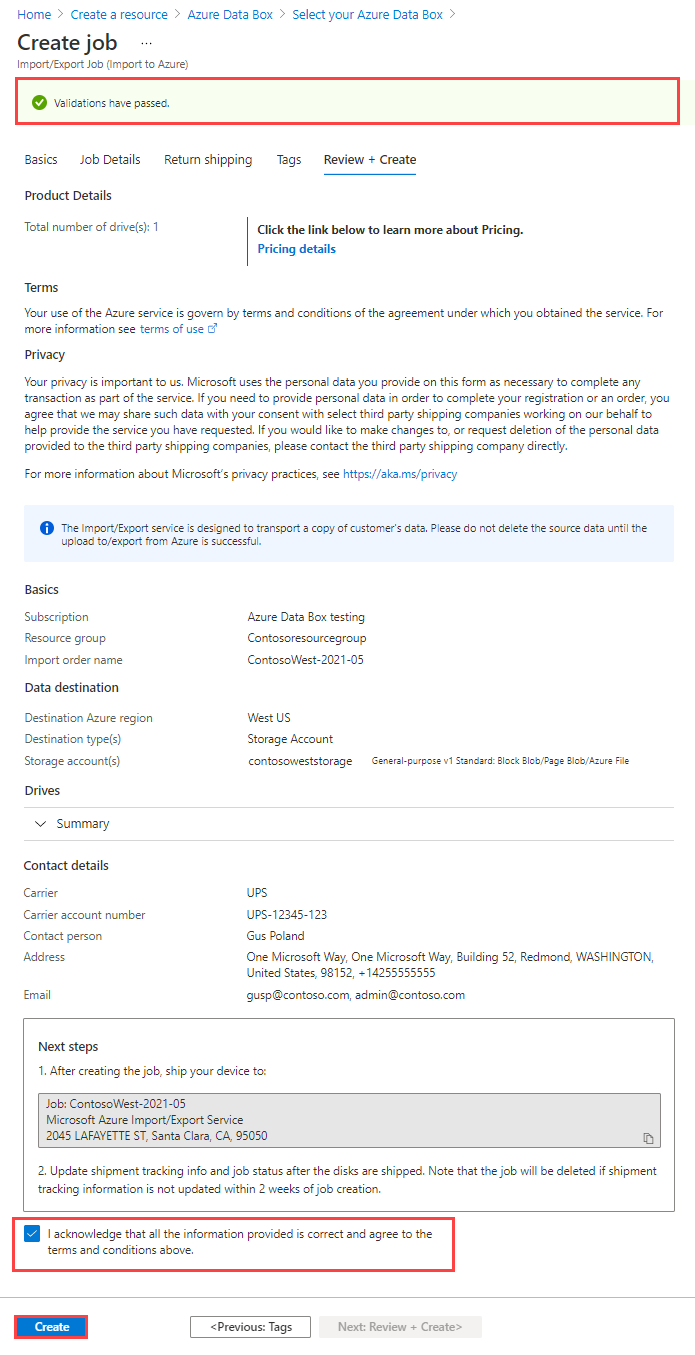 Home > Create a resource > Azure Data Box > Select your Azure Data Box >
Create job ...
Import/Export Job (Import to Azure)
Validations have passed.
Basics Job Details Return shipping Tags Review + Create
Product Details
Total number of drive(s): 1
Click the link below to learn more about Pricing.
Pricing details
Terms
Your use of the Azure service is govern by terms and conditions of the agreement under which you obtained the service. For
more information see terms of use
Privacy
Your privacy is important to us. Microsoft uses the personal data you provide on this form as necessary to complete any
transaction as part of the service. If you need to provide personal data in order to complete your registration or an order, you
agree that we may share such data with your consent with select third party shipping companies working on our behalf to
help provide the service you have requested. If you would like to make changes to, or request deletion of the personal data
provided to the third party shipping companies, please contact the third party shipping company directly.
For more information about Microsoft's privacy practices, see https://aka.ms/privacy
The Import/Export service is designed to transport a copy of customer's data. Please do not delete the source data until the
upload to/export from Azure is successful.
Basics
Subscription Azure Data Box testing
Resource group Contosoresourcegroup
Import order name ContosoWest-2021-05
Data destination
Destination Azure region West US
Destination type(s) Storage Account
Storage account(s) contosoweststorage General-purpose v1 Standard: Block Blob/Page Blob/Azure File
Drives
Summary
Contact details
Carrier UPS
Carrier account number UPS-12345-123
Contact person Gus Poland
Address One Microsoft Way, One Microsoft Way, Building 52, Redmond, WASHINGTON,
United States, 98152, +14255555555
Email gusp@contoso.com, admin@contoso.com
Next steps
1. After creating the job, ship your device to:
Job: ContosoWest-2021-05
Microsoft Azure Import/Export Service
2045 LAFAYETTE ST, Santa Clara, CA, 95050
2. Update shipment tracking info and job status after the disks are shipped. Note that the job will be deleted if shipment
tracking information is not updated within 2 weeks of job creation.
I acknowledge that all the information provided is correct and agree to the
terms and conditions above.
Create <Previous: Tags Next: Review + Create>